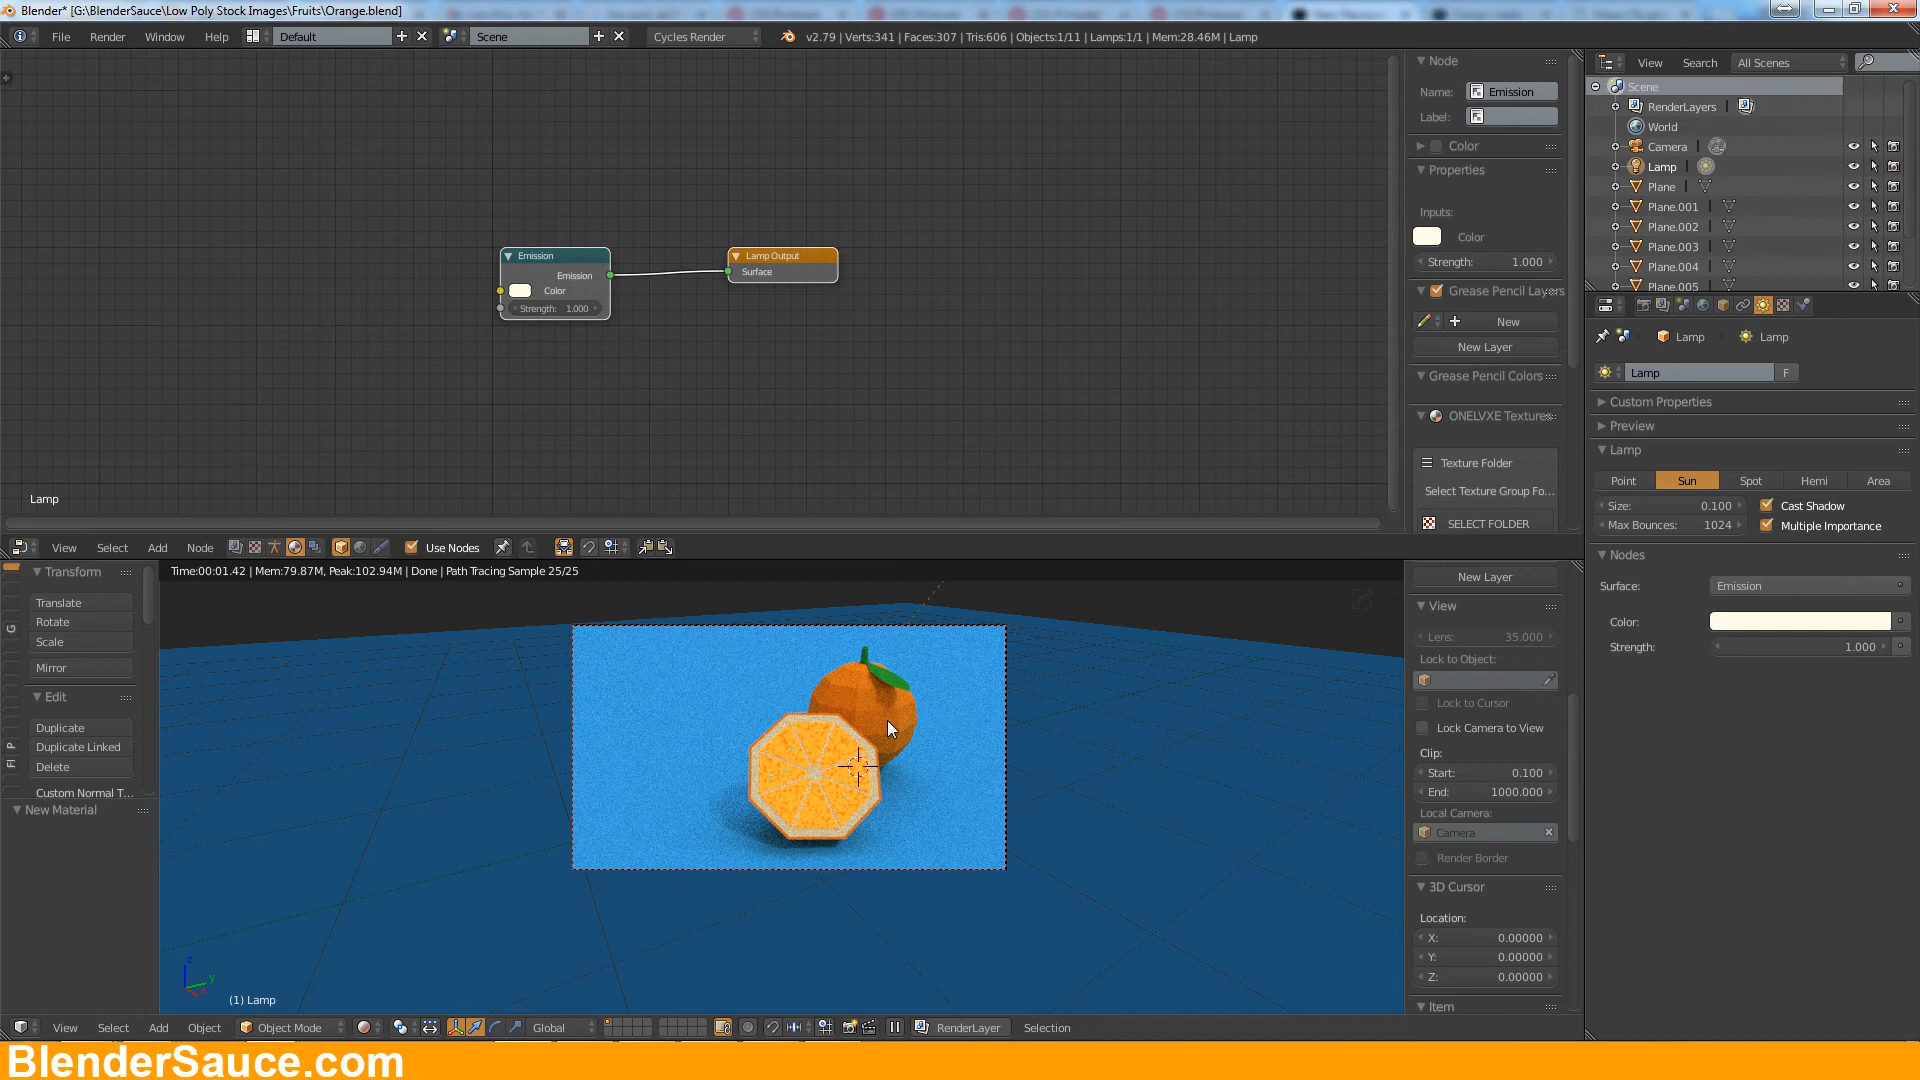 Blender* [G:\BlenderSauce\Low Poly Stock Images\Fruits\Orange.blend]
File Render Window Help Default Scene Cycles Render v2.79 | Verts:341 | Faces:307 | Tris:606 | Objects:1/11 | Lamps:1/1 | Mem:28.46M | Lamp
Node
Name: Emission
Label:
Color
Properties
Inputs:
Color
Strength: 1.000
Grease Pencil Layers
New
New Layer
Grease Pencil Colors
ONELVXE Textures
Texture Folder
Select Texture Group Fo...
SELECT FOLDER
Emission
Emission
Color
Strength: 1.000
Lamp Output
Surface
Lamp
View Select Add Node Use Nodes
View Search All Scenes
Scene
RenderLayers
World
Camera
Lamp
Plane
Plane.001
Plane.002
Plane.003
Plane.004
Plane.005
Lamp Lamp
Lamp F
Custom Properties
Preview
Lamp
Point Sun Spot Hemi Area
Size: 0.100 Cast Shadow
Max Bounces: 1024 Multiple Importance
Nodes
Surface: Emission
Color:
Strength: 1.000
Transform
Translate
Rotate
Scale
Mirror
Edit
Duplicate
Duplicate Linked
Delete
Custom Normal T...
New Material
G
P
Fl
Time:00:01.42 | Mem:79.87M, Peak:102.94M | Done | Path Tracing Sample 25/25
z
y
x
(1) Lamp
New Layer
View
Lens: 35.000
Lock to Object:
Lock to Cursor
Lock Camera to View
Clip:
Start: 0.100
End: 1000.000
Local Camera:
Camera
Render Border
3D Cursor
Location:
X: 0.00000
Y: 0.00000
Z: 0.00000
Item
View Select Add Object Object Mode Global RenderLayer Selection
BlenderSauce.com